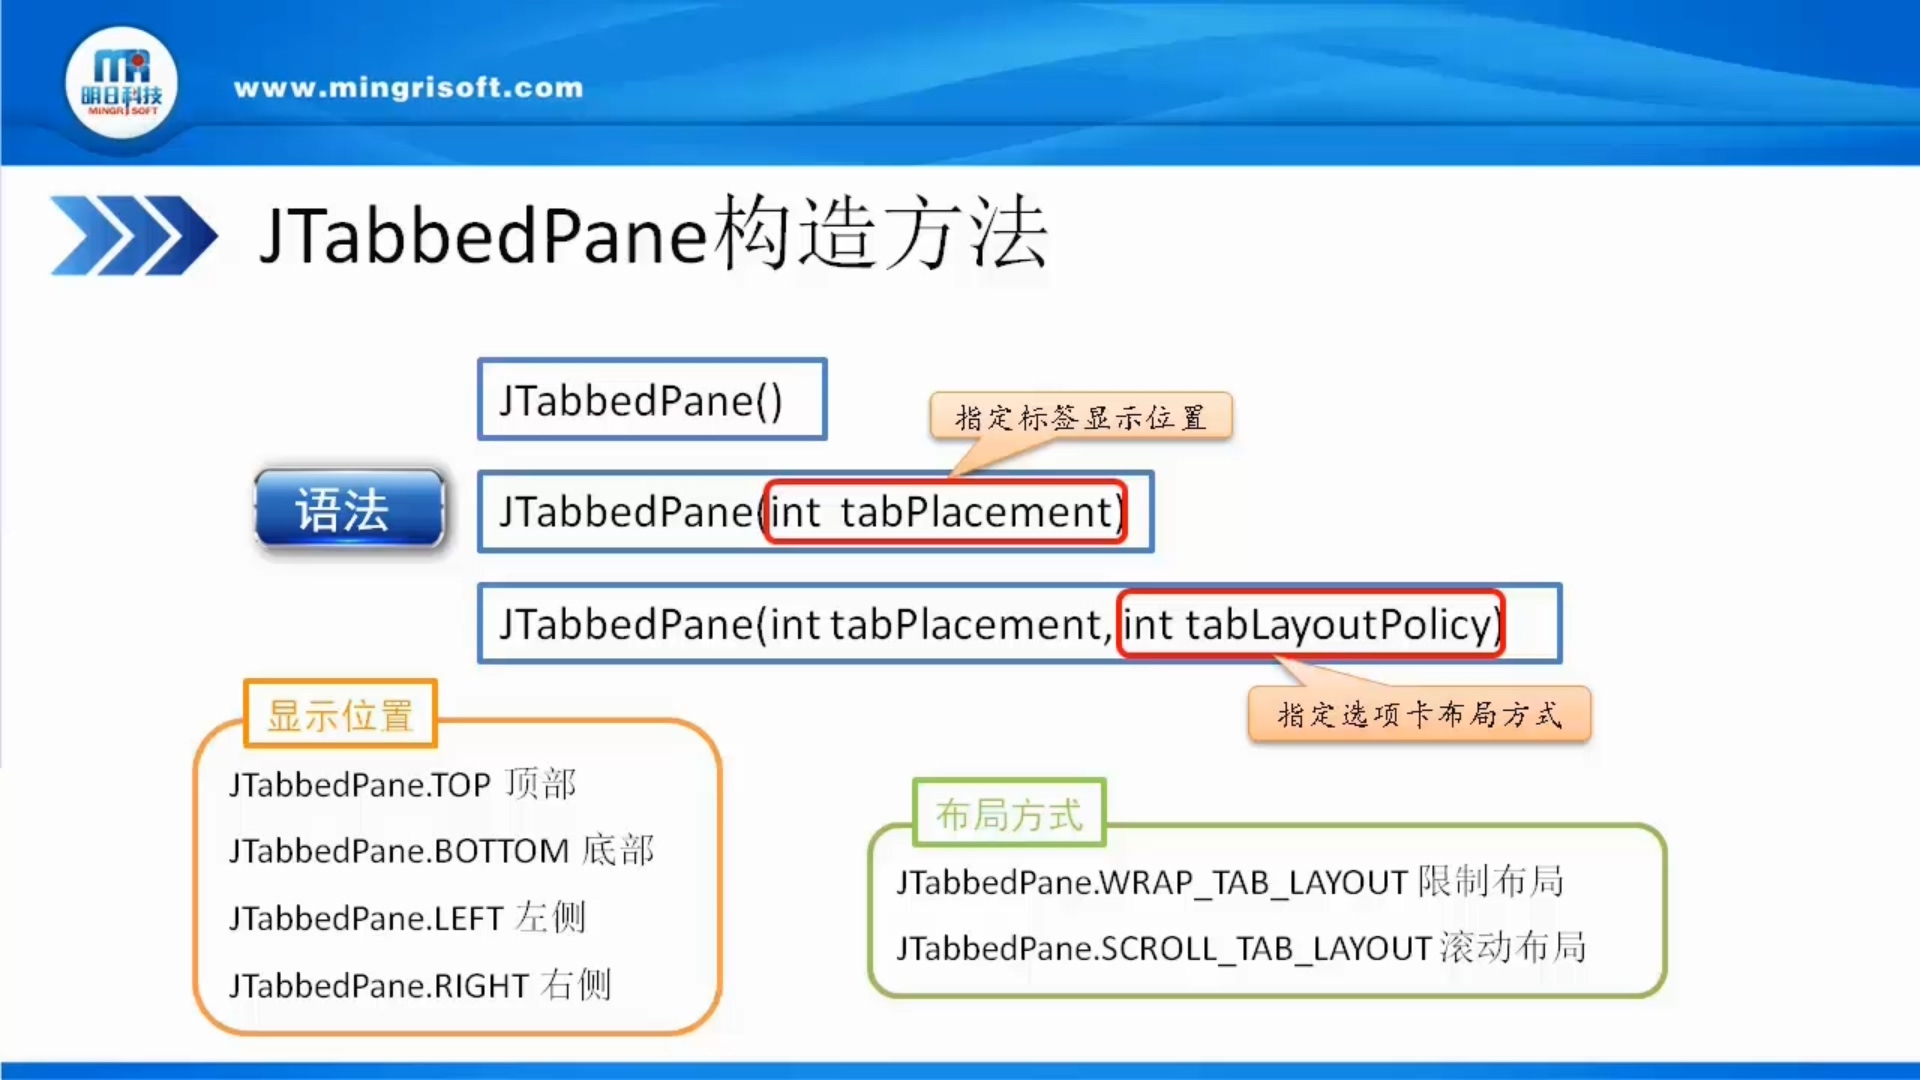 明日科技
MINGRISOFT
www.mingrisoft.com
JTabbedPane构造方法
JTabbedPane()
指定标签显示位置
语法
JTabbedPane(int tabPlacement)
JTabbedPane(int tabPlacement, int tabLayoutPolicy)
指定选项卡布局方式
显示位置
JTabbedPane.TOP 顶部
JTabbedPane.BOTTOM 底部
JTabbedPane.LEFT 左侧
JTabbedPane.RIGHT 右侧
布局方式
JTabbedPane.WRAP_TAB_LAYOUT 限制布局
JTabbedPane.SCROLL_TAB_LAYOUT 滚动布局